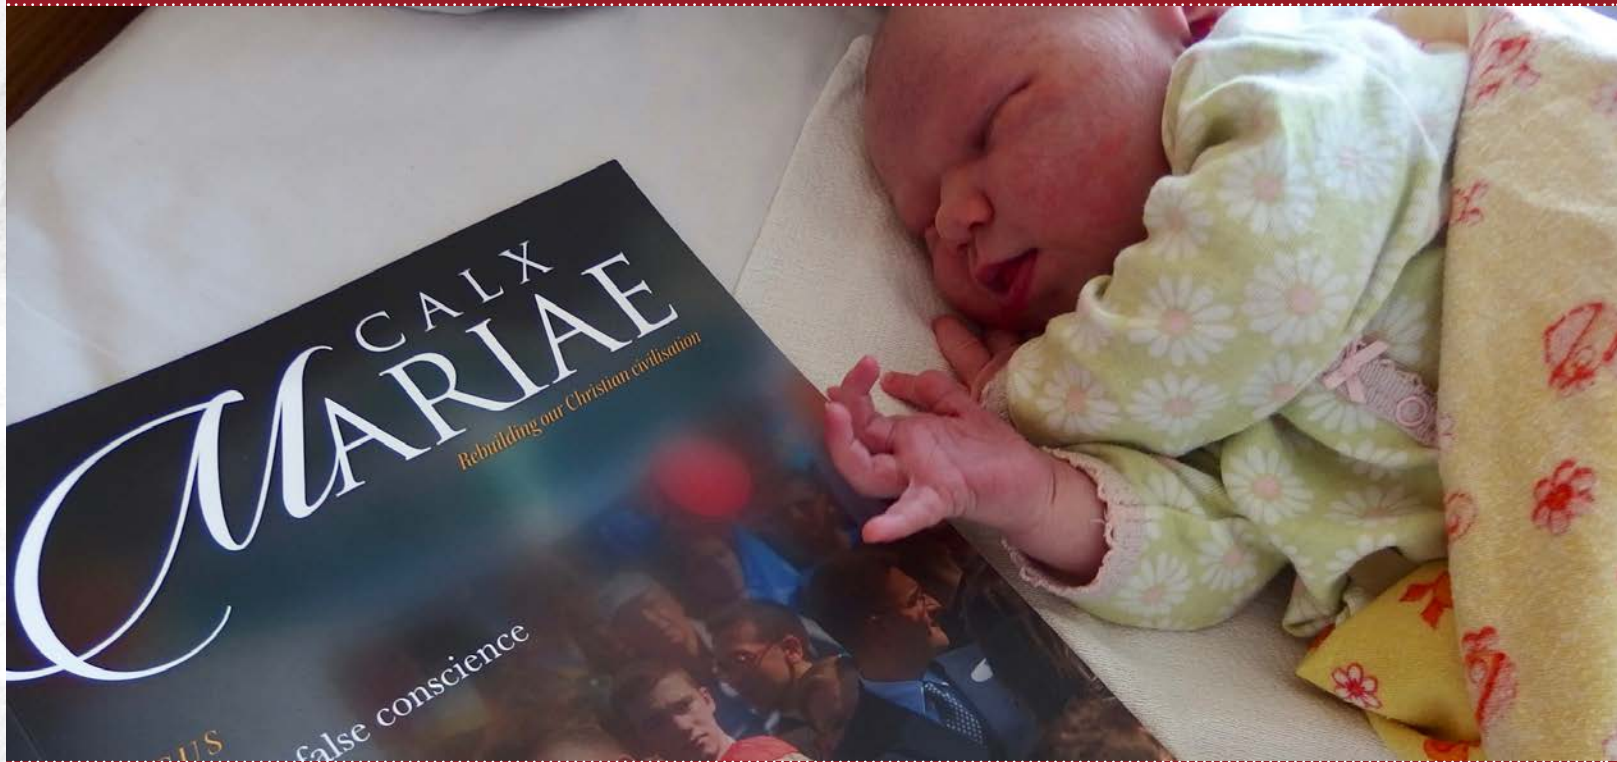 CALX
MARIAE
Rebuilding our Christian civilisation
false conscience